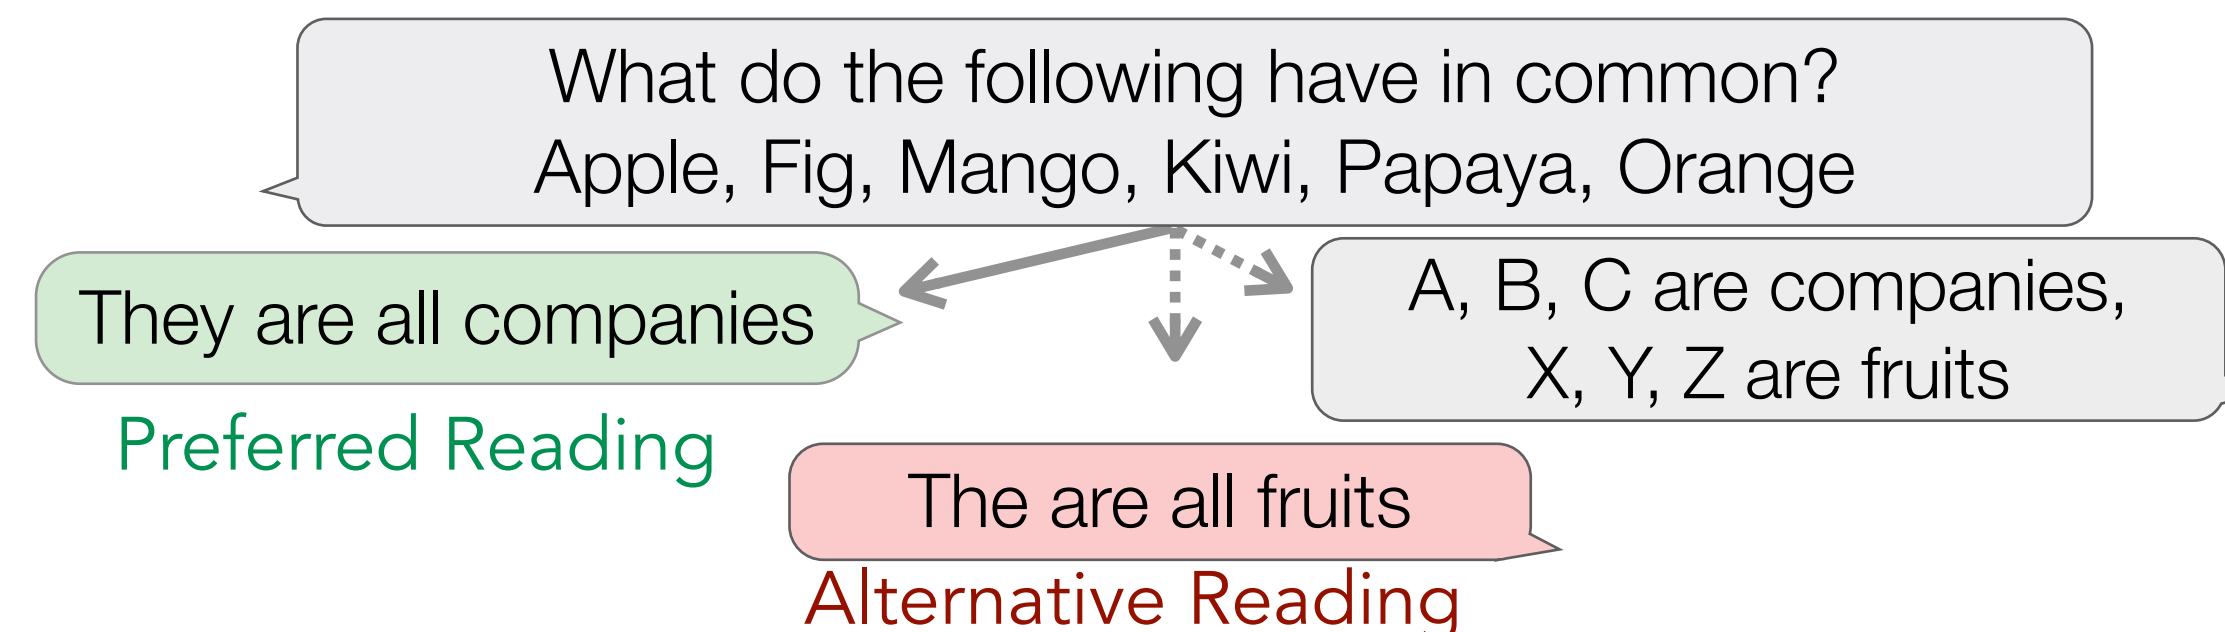 What do the following have in common?
Apple, Fig, Mango, Kiwi, Papaya, Orange
They are all companies
Preferred Reading
A, B, C are companies,
X, Y, Z are fruits
The are all fruits
Alternative Reading